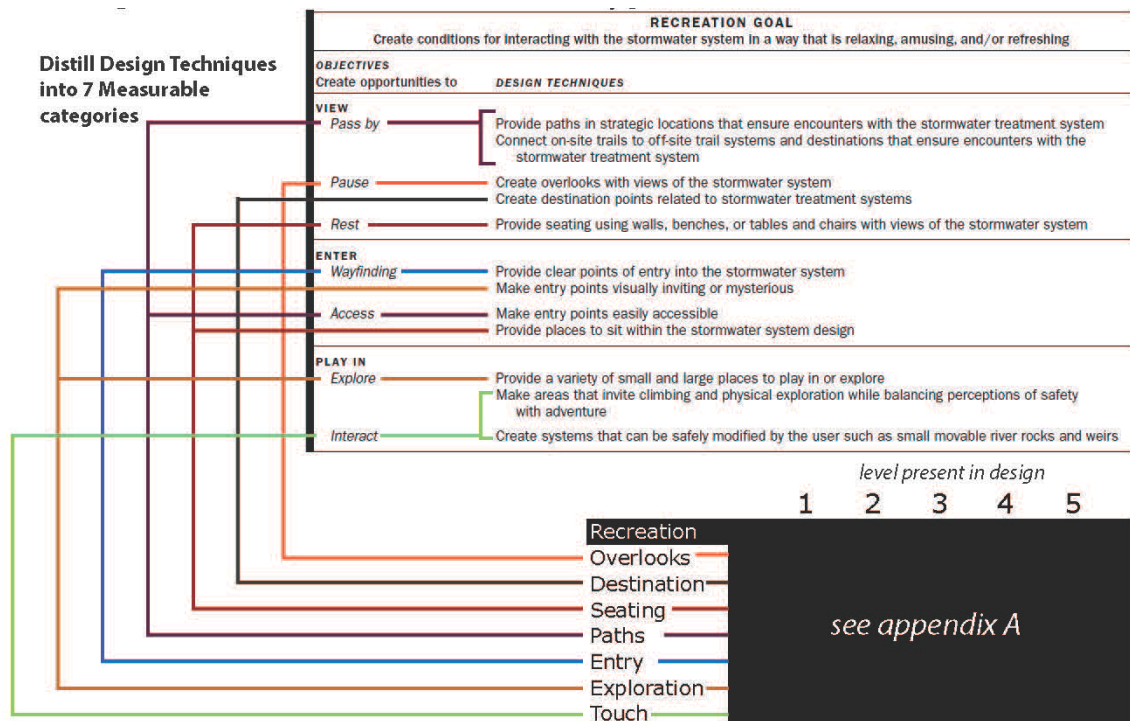 RECREATION GOAL
Create conditions for interacting with the stormwater system in a way that is relaxing, amusing, and/or refreshing
Distill Design Techniques
into 7 Measurable
categories
OBJECTIVES
Create opportunities to DESIGN TECHNIQUES
VIEW
Pass by Provide paths in strategic locations that ensure encounters with the stormwater treatment system
Connect on-site trails to off-site trail systems and destinations that ensure encounters with the
stormwater treatment system
Pause Create overlooks with views of the stormwater system
Create destination points related to stormwater treatment systems
Rest Provide seating using walls, benches, or tables and chairs with views of the stormwater system
ENTER
Wayfinding Provide clear points of entry into the stormwater system
Make entry points visually inviting or mysterious
Access Make entry points easily accessible
Provide places to sit within the stormwater system design
PLAY IN
Explore Provide a variety of small and large places to play in or explore
Make areas that invite climbing and physical exploration while balancing perceptions of safety
with adventure
Interact Create systems that can be safely modified by the user such as small movable river rocks and weirs
level present in design
1 2 3 4 5
Recreation
Overlooks
Destination
Seating
Paths
Entry
Exploration
Touch
see appendix A